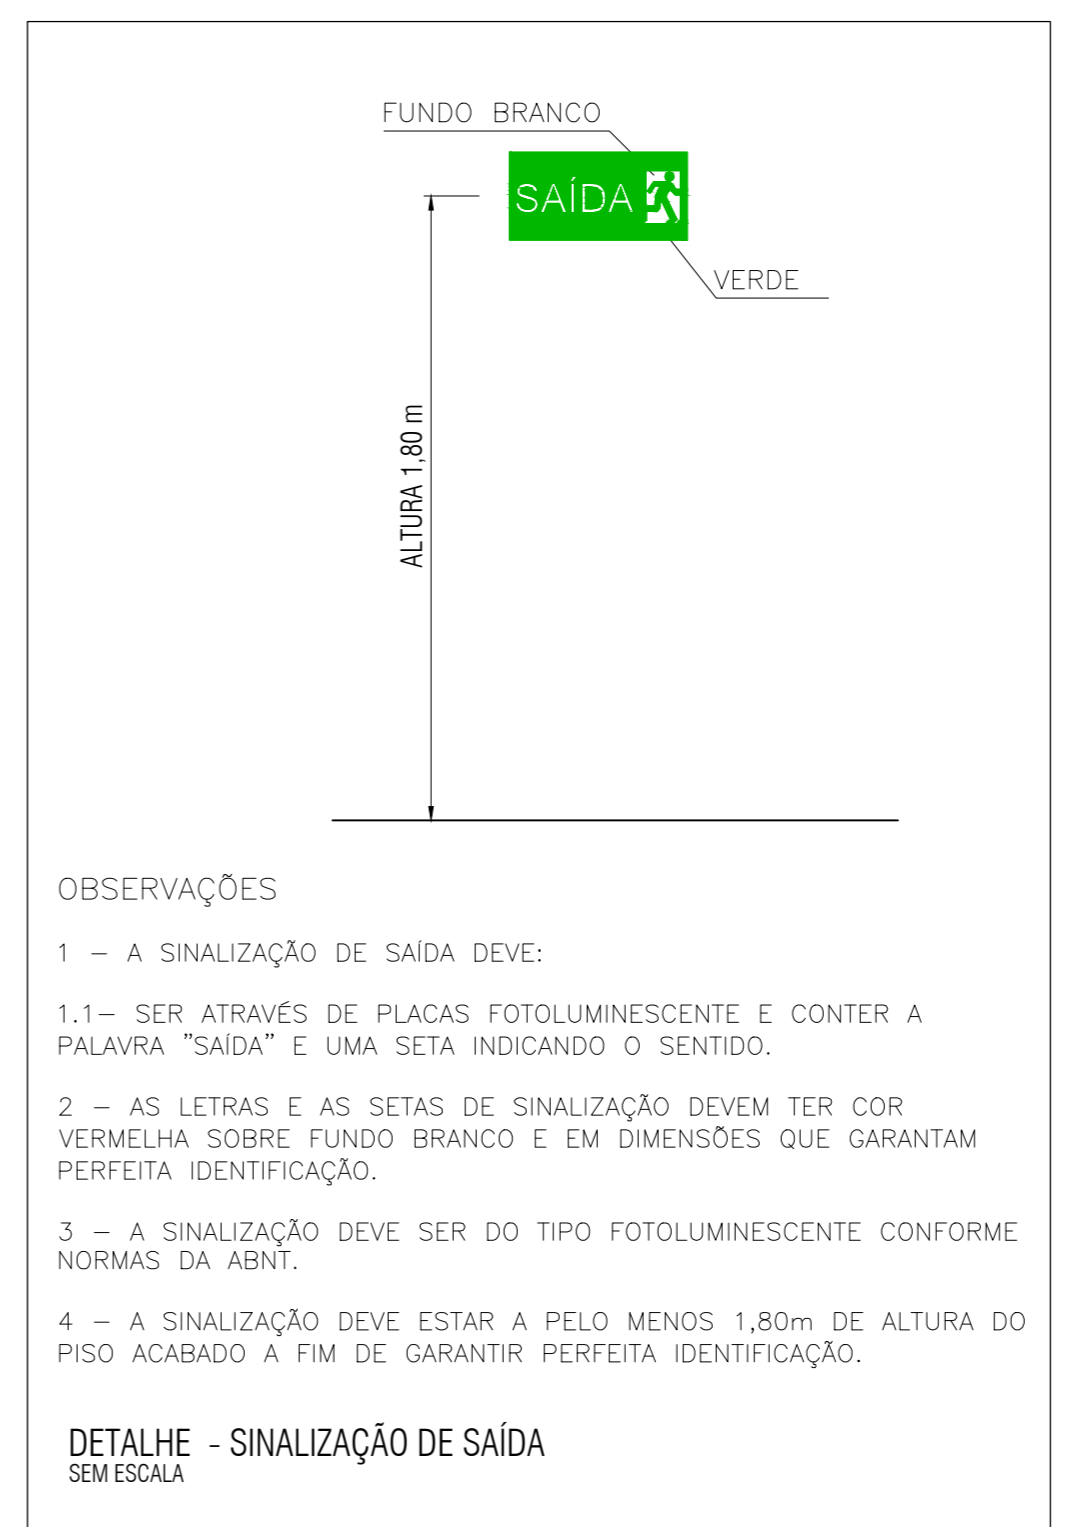 FUNDO BRANCO
SAÍDA
VERDE
ALTURA 1,80 m
OBSERVAÇÕES
1 – A SINALIZAÇÃO DE SAÍDA DEVE:
1.1– SER ATRAVÉS DE PLACAS FOTOLUMINESCENTE E CONTER A
PALAVRA "SAÍDA" E UMA SETA INDICANDO O SENTIDO.
2 – AS LETRAS E AS SETAS DE SINALIZAÇÃO DEVEM TER COR
VERMELHA SOBRE FUNDO BRANCO E EM DIMENSÕES QUE GARANTAM
PERFEITA IDENTIFICAÇÃO.
3 – A SINALIZAÇÃO DEVE SER DO TIPO FOTOLUMINESCENTE CONFORME
NORMAS DA ABNT.
4 – A SINALIZAÇÃO DEVE ESTAR A PELO MENOS 1,80m DE ALTURA DO
PISO ACABADO A FIM DE GARANTIR PERFEITA IDENTIFICAÇÃO.
DETALHE - SINALIZAÇÃO DE SAÍDA
SEM ESCALA